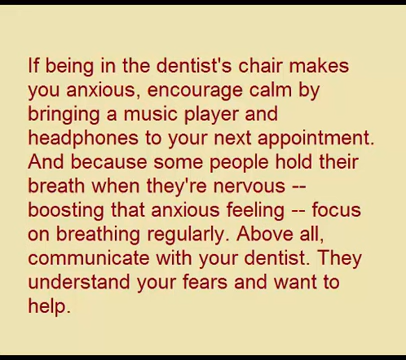 If being in the dentist's chair makes
you anxious, encourage calm by
bringing a music player and
headphones to your next appointment.
And because some people hold their
breath when they're nervous --
boosting that anxious feeling -- focus
on breathing regularly. Above all,
communicate with your dentist. They
understand your fears and want to
help.